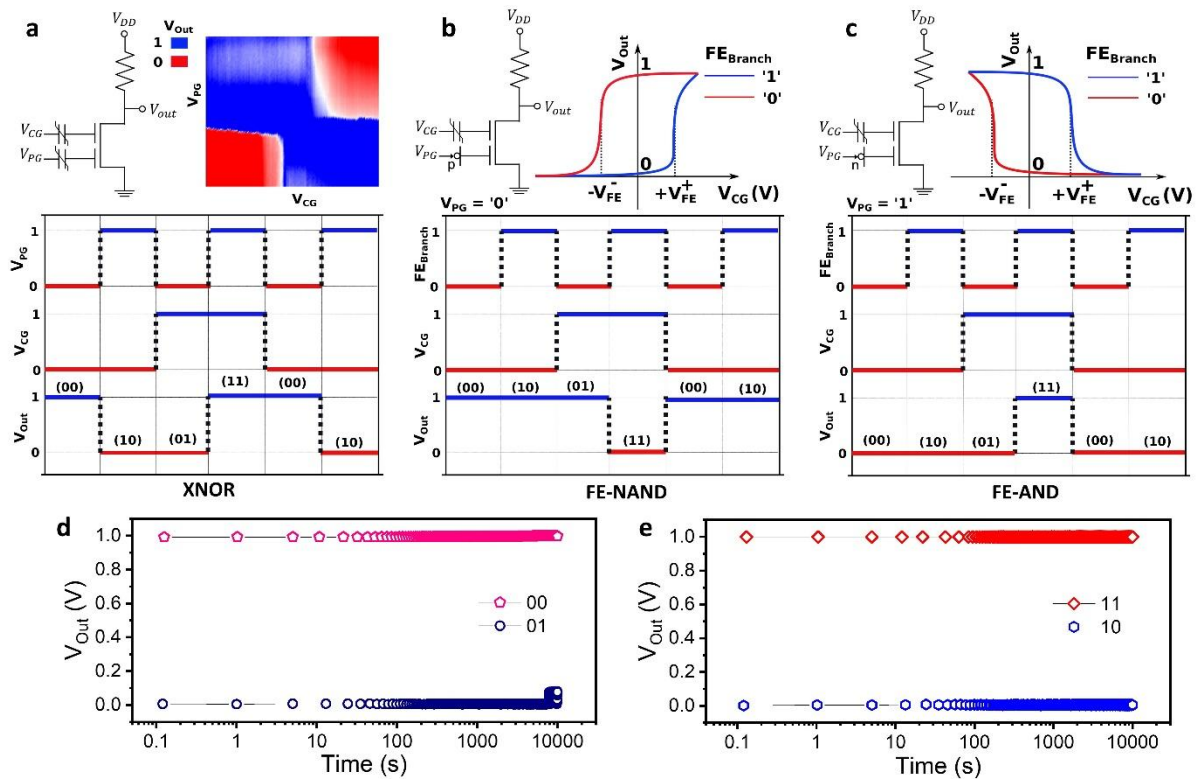 a
V_DD
V_Out
1
0
V_out
V_CG
V_PG
V_PG
V_CG
V_PG
1
0
V_CG
1
0
V_Out
1
0
(00)
(10)
(01)
(11)
(00)
(10)
XNOR
b
V_DD
V_out
V_CG
V_PG
p
V_Out
1
0
FE_Branch
'1'
'0'
-V_FE^-
+V_FE^+
V_CG (V)
V_PG = '0'
FE_Branch
1
0
V_CG
1
0
V_Out
1
0
(00)
(10)
(01)
(11)
(00)
(10)
FE-NAND
c
V_DD
V_out
V_CG
V_PG
n
V_Out
1
0
FE_Branch
'1'
'0'
-V_FE^-
+V_FE^+
V_CG (V)
V_PG = '1'
FE_Branch
1
0
V_CG
1
0
V_Out
1
0
(00)
(10)
(01)
(11)
(00)
(10)
FE-AND
d
V_Out (V)
1.0
0.8
0.6
0.4
0.2
0.0
00
01
0.1
1
10
100
1000
10000
Time (s)
e
V_Out (V)
1.0
0.8
0.6
0.4
0.2
0.0
11
10
0.1
1
10
100
1000
10000
Time (s)